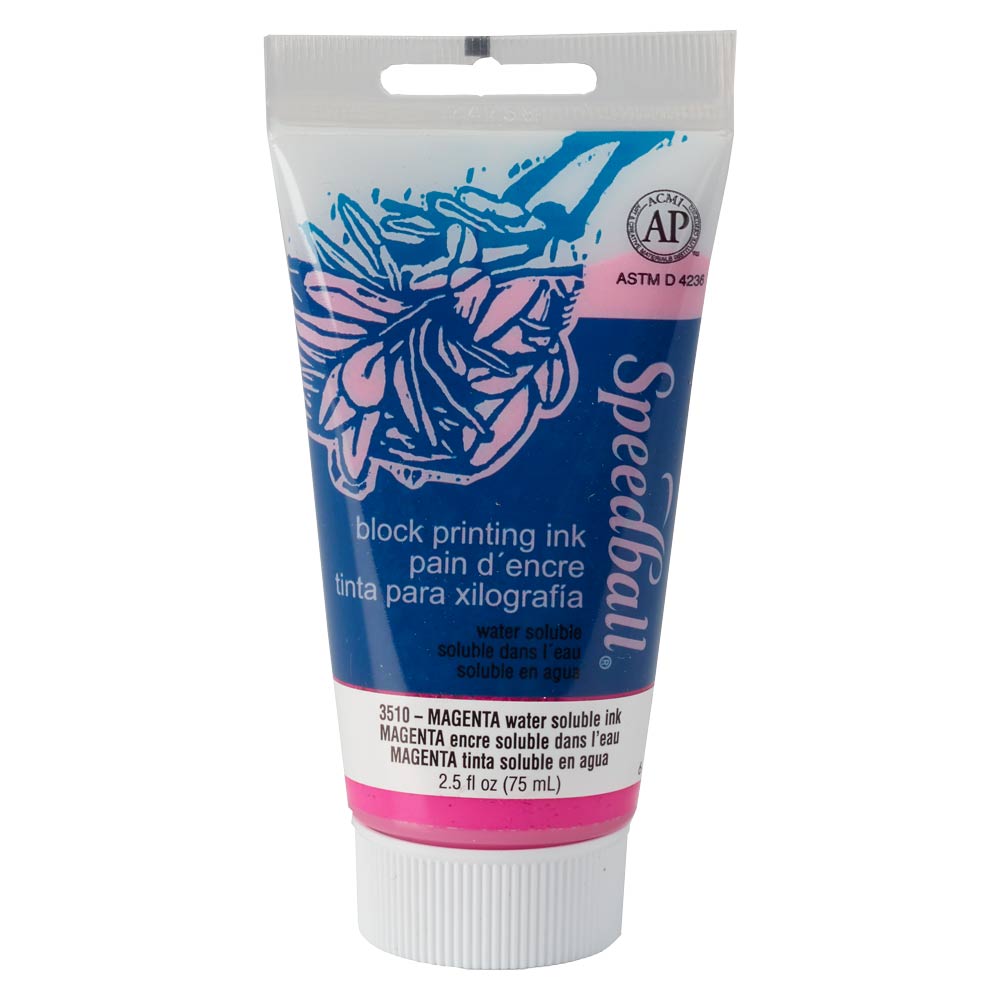 ACMI
AP
ASTM D 4236
Speedball®
block printing ink
pain d´encre
tinta para xilografía
water soluble
soluble dans l´eau
soluble en agua
3510 – MAGENTA water soluble ink
MAGENTA encre soluble dans l'eau
MAGENTA tinta soluble en agua
2.5 fl oz (75 mL)